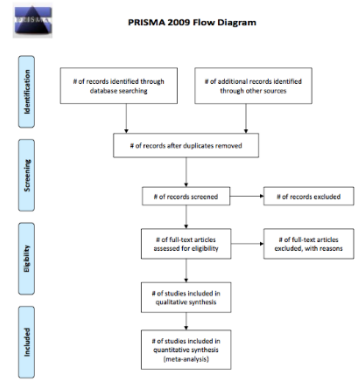 PRISMA 2009 Flow Diagram
Identification
# of records identified through
database searching
# of additional records identified
through other sources
# of records after duplicates removed
Screening
# of records screened
# of records excluded
Eligibility
# of full-text articles
assessed for eligibility
# of full-text articles
excluded, with reasons
# of studies included in
qualitative synthesis
Included
# of studies included in
quantitative synthesis
(meta-analysis)